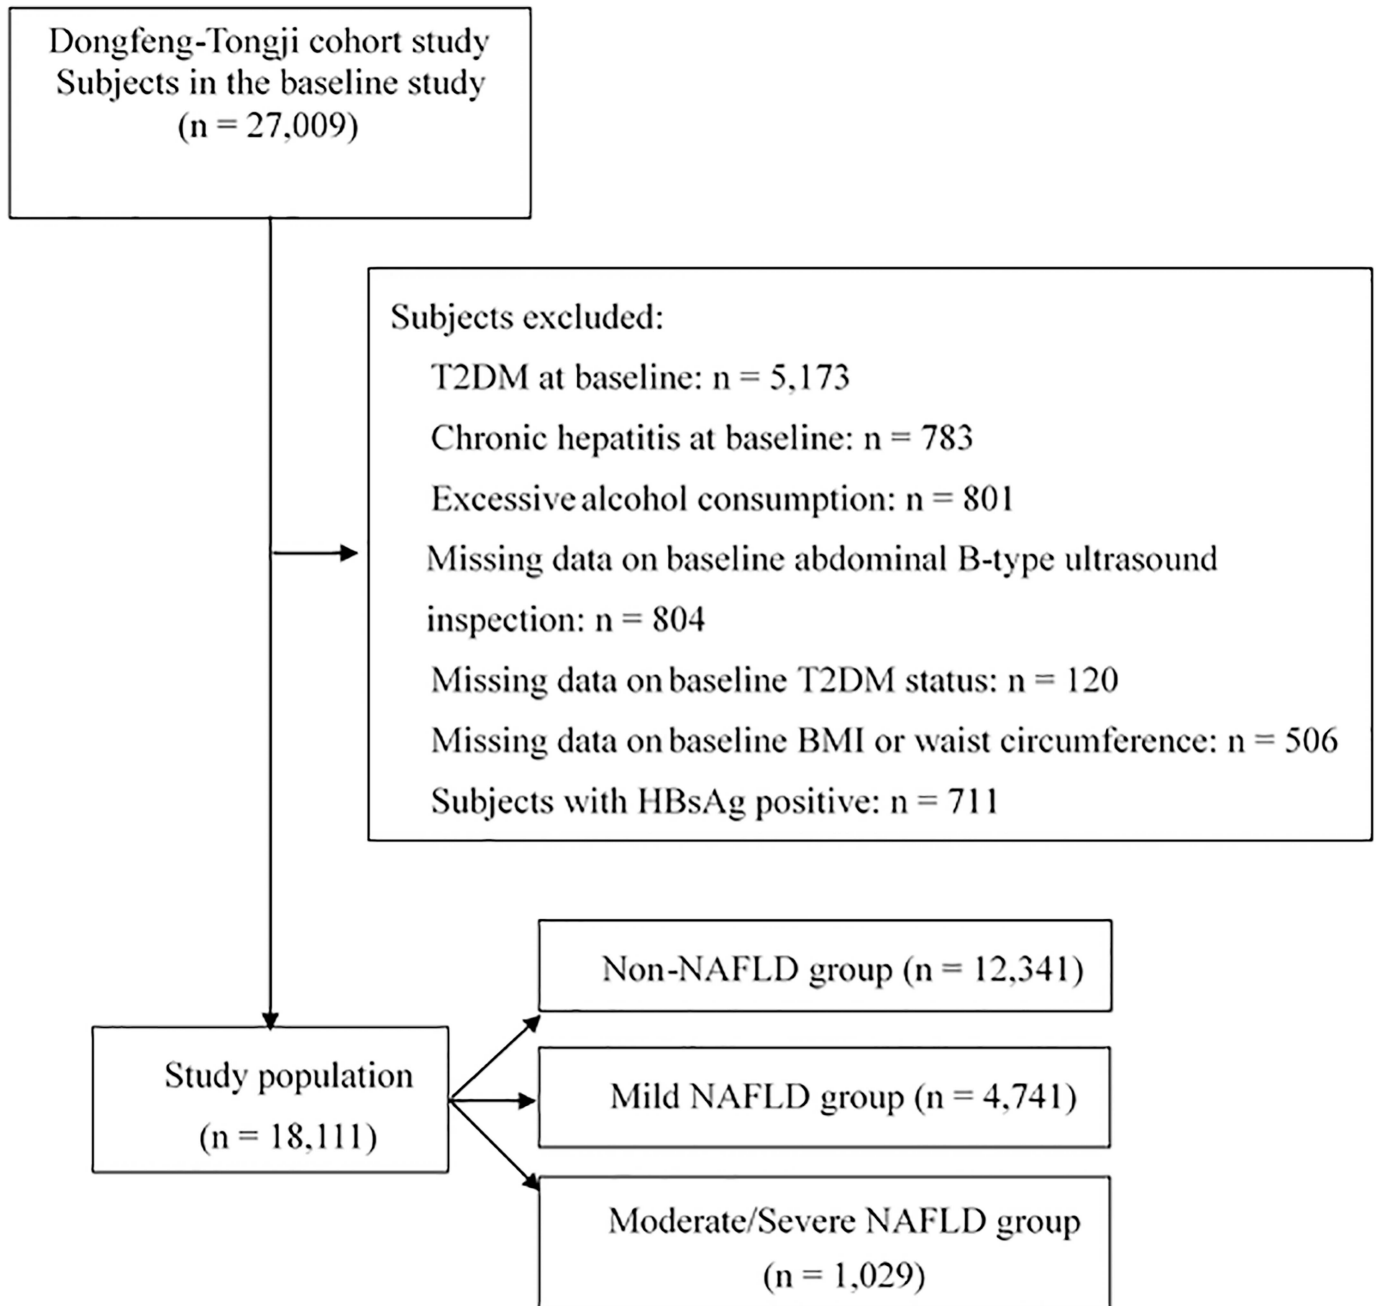 Dongfeng-Tongji cohort study
Subjects in the baseline study
(n = 27,009)
Subjects excluded:
T2DM at baseline: n = 5,173
Chronic hepatitis at baseline: n = 783
Excessive alcohol consumption: n = 801
Missing data on baseline abdominal B-type ultrasound
inspection: n = 804
Missing data on baseline T2DM status: n = 120
Missing data on baseline BMI or waist circumference: n = 506
Subjects with HBsAg positive: n = 711
Non-NAFLD group (n = 12,341)
Study population
(n = 18,111)
Mild NAFLD group (n = 4,741)
Moderate/Severe NAFLD group
(n = 1,029)